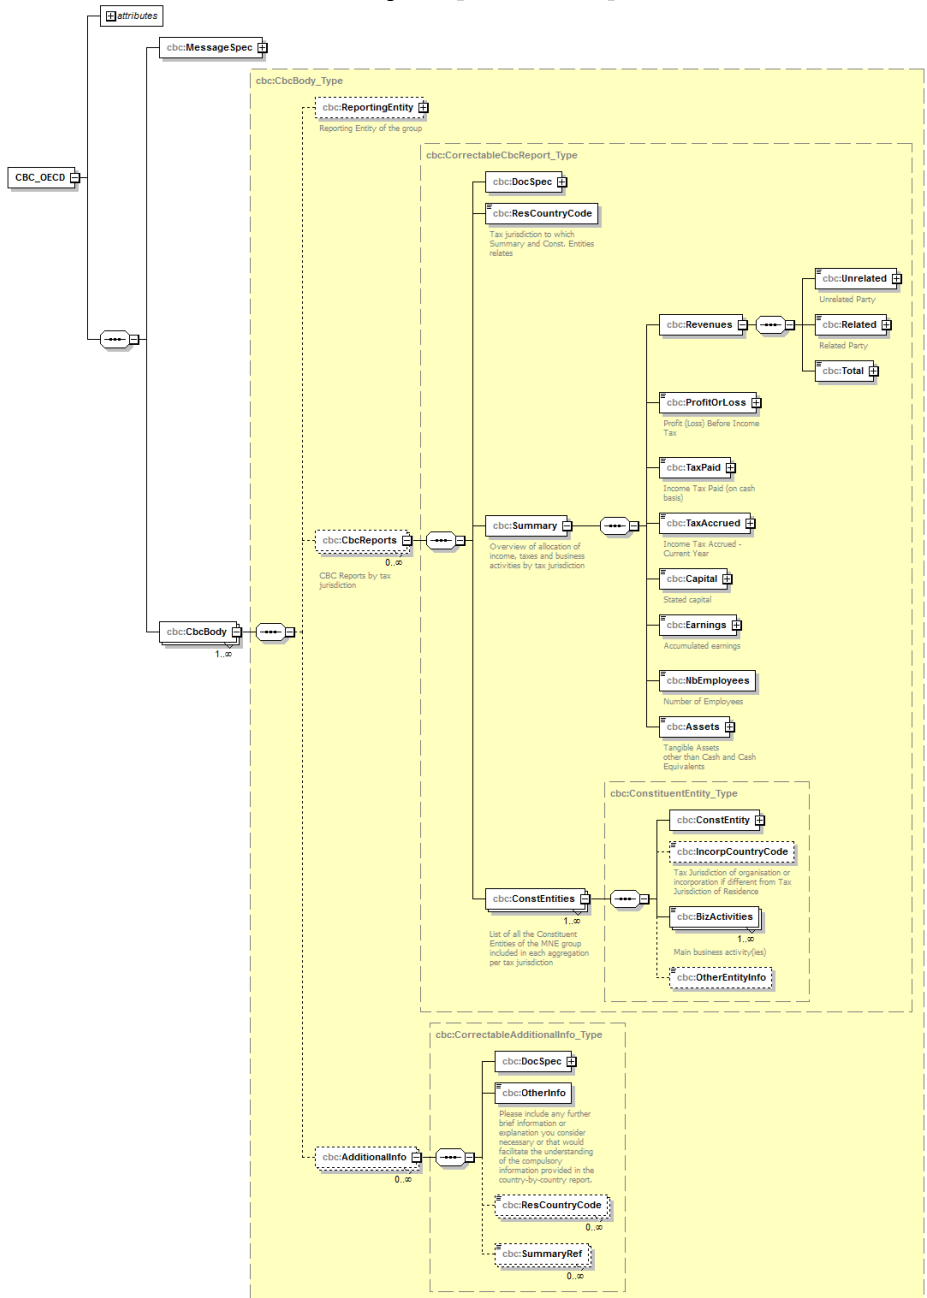 attributes
cbc:MessageSpec
cbc:CbcBody_Type
cbc:ReportingEntity
Reporting Entity of the group
cbc:CorrectableCbcReport_Type
CBC_OECD
cbc:DocSpec
cbc:ResCountryCode
Tax jurisdiction to which
Summary and Const. Entities
relates
cbc:Unrelated
Unrelated Party
cbc:Revenues
cbc:Related
Related Party
cbc:Total
cbc:ProfitOrLoss
Profit (Loss) Before Income
Tax
cbc:TaxPaid
Income Tax Paid (on cash
basis)
cbc:Summary
Overview of allocation of
income, taxes and business
activities by tax jurisdiction
cbc:TaxAccrued
Income Tax Accrued -
Current Year
cbc:CbcReports
0..∞
CBC Reports by tax
jurisdiction
cbc:Capital
Stated capital
cbc:Earnings
Accumulated earnings
cbc:CbcBody
1..∞
cbc:NbEmployees
Number of Employees
cbc:Assets
Tangible Assets
other than Cash and Cash
Equivalents
cbc:ConstituentEntity_Type
cbc:ConstEntity
cbc:IncorpCountryCode
Tax Jurisdiction of organisation or
incorporation if different from Tax
Jurisdiction of Residence
cbc:ConstEntities
1..∞
List of all the Constituent
Entities of the MNE group
included in each aggregation
per tax jurisdiction
cbc:BizActivities
1..∞
Main business activity(ies)
cbc:OtherEntityInfo
cbc:CorrectableAdditionalInfo_Type
cbc:DocSpec
cbc:OtherInfo
Please include any further
brief information or
explanation you consider
necessary or that would
facilitate the understanding
of the compulsory
information provided in the
country-by-country report.
cbc:AdditionalInfo
0..∞
cbc:ResCountryCode
0..∞
cbc:SummaryRef
0..∞